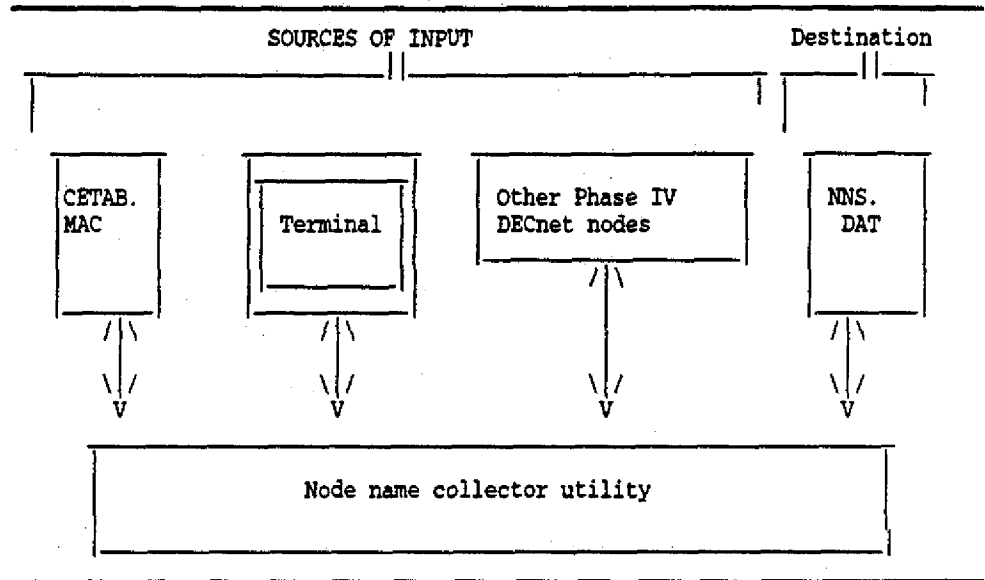 SOURCES OF INPUT
Destination
CETAB.
MAC
Terminal
Other Phase IV
DECnet nodes
NNS.
DAT
Node name collector utility